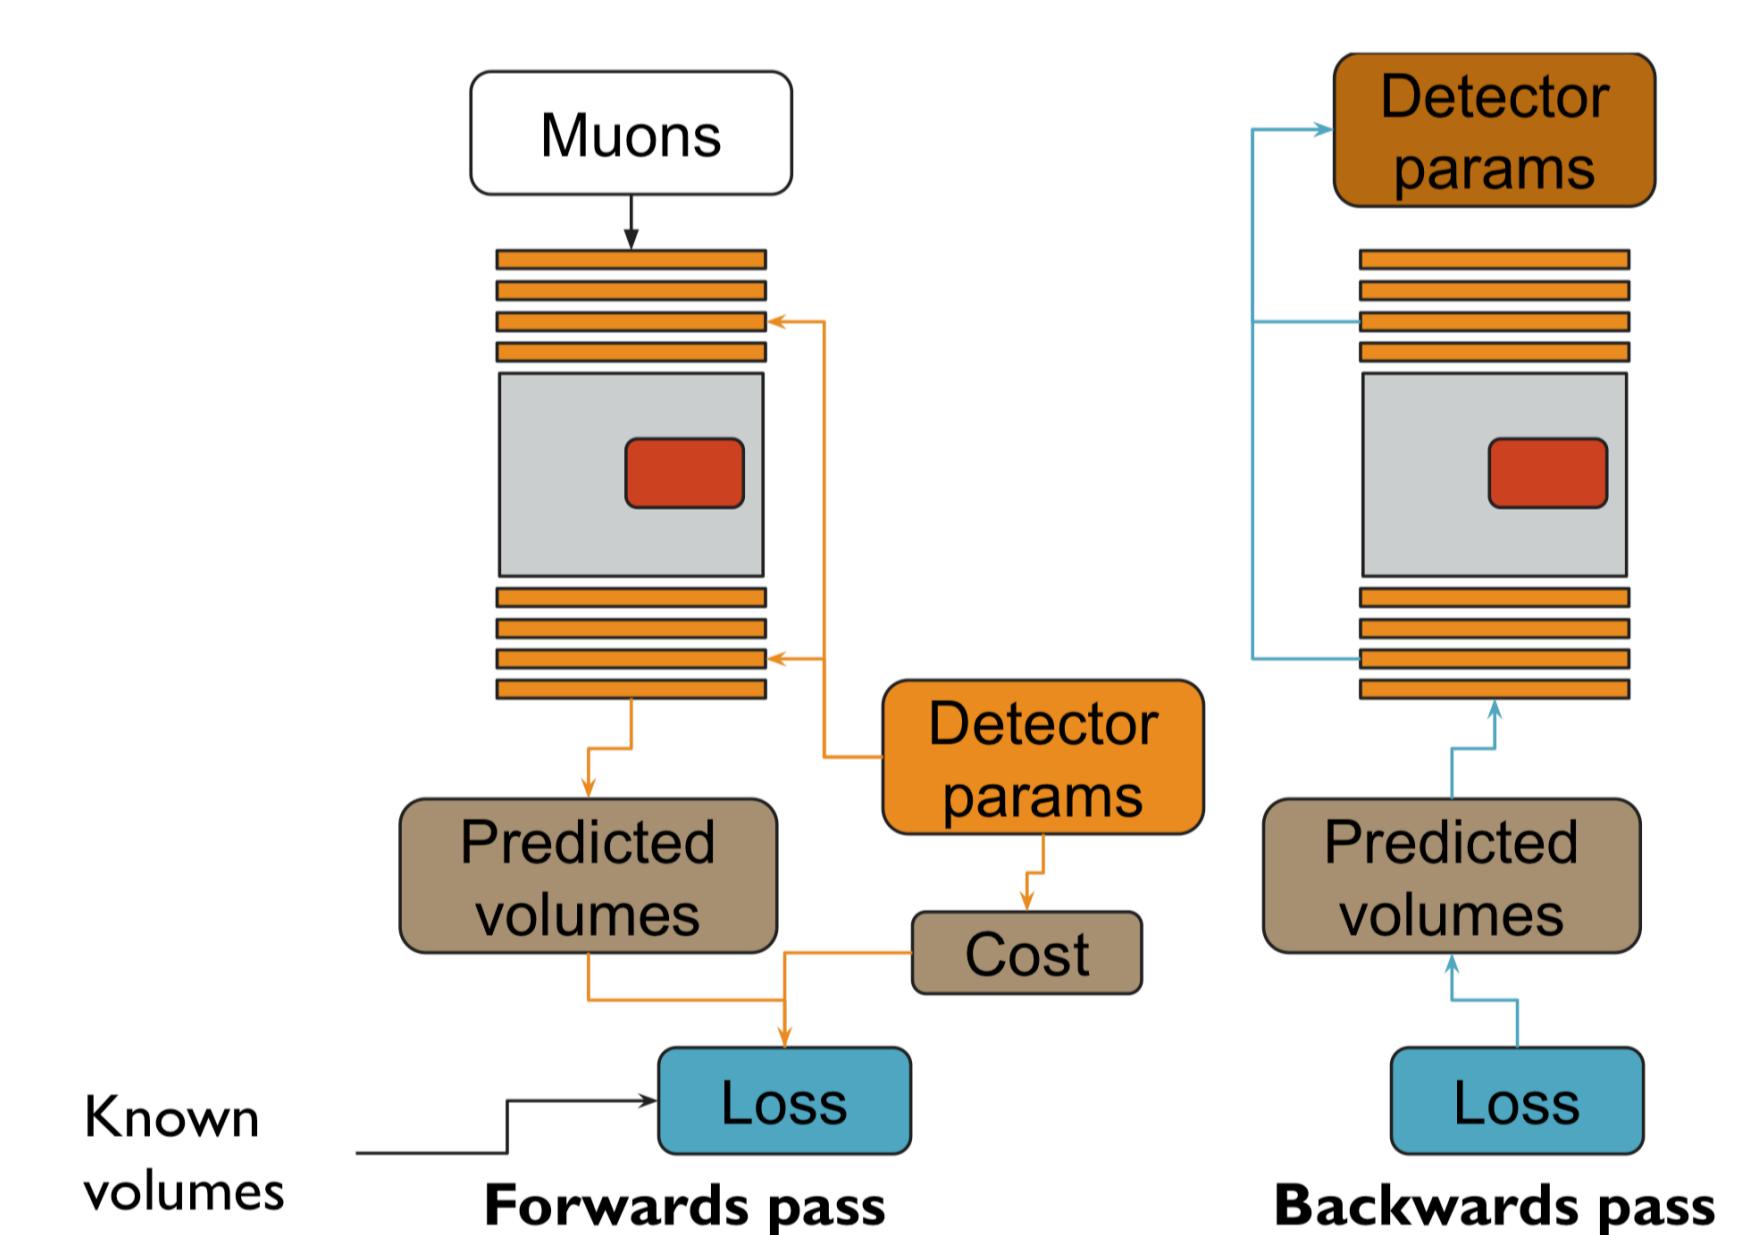 Muons
Detector
params
Predicted
volumes
Cost
Loss
Known
volumes
Forwards pass
Detector
params
Predicted
volumes
Loss
Backwards pass